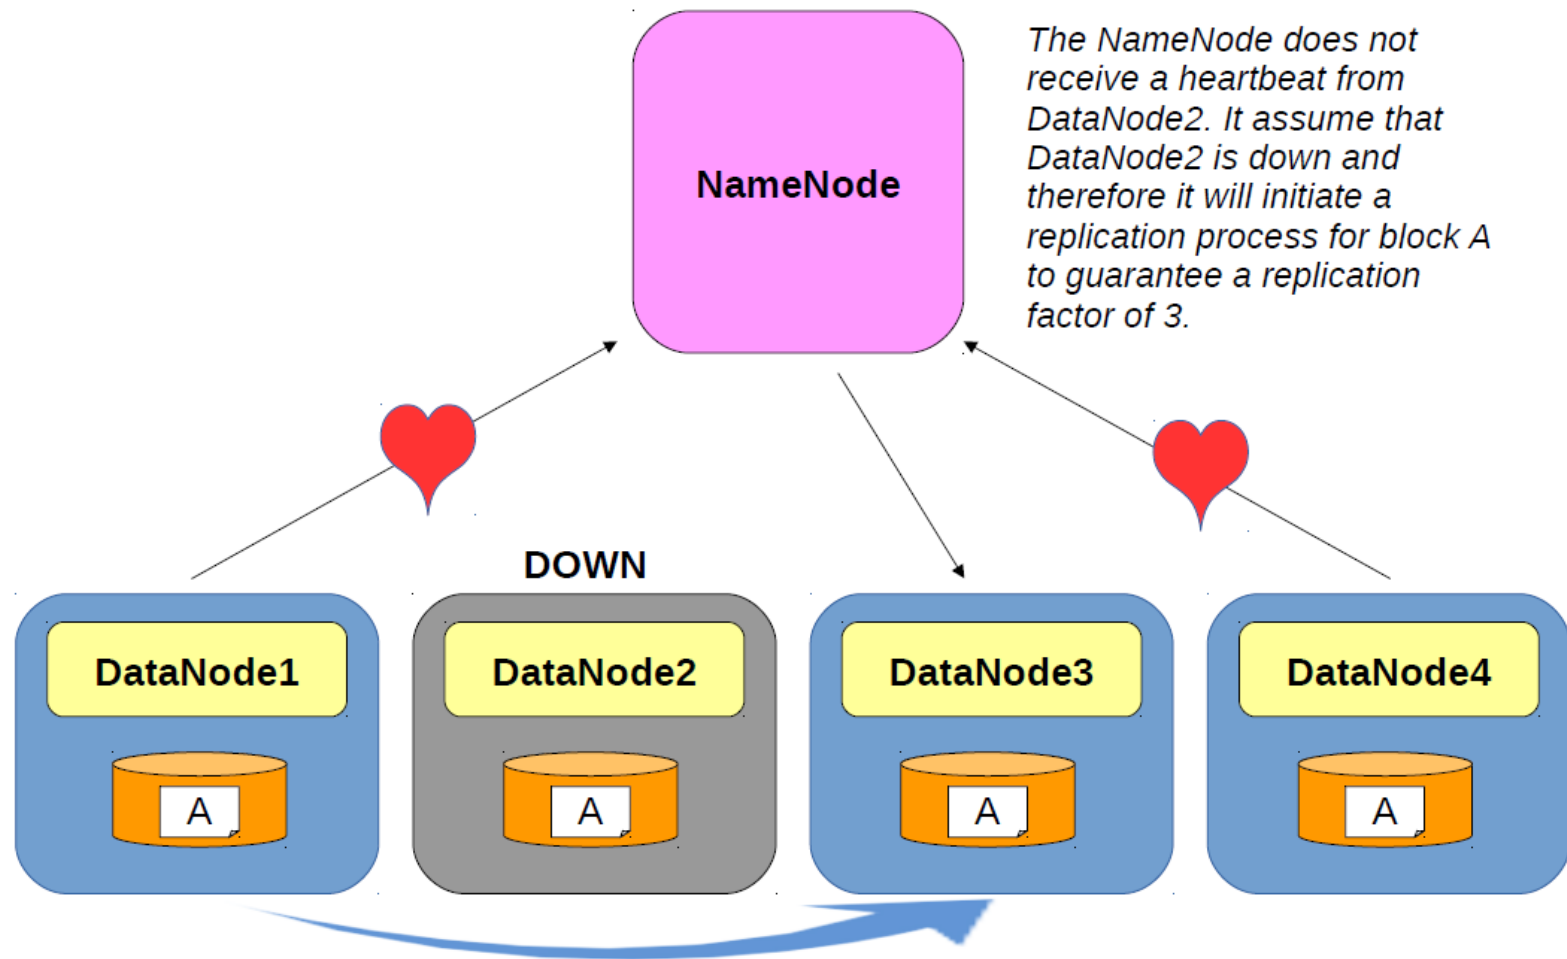 The NameNode does not
receive a heartbeat from
DataNode2. It assume that
DataNode2 is down and
therefore it will initiate a
replication process for block A
to guarantee a replication
factor of 3.
NameNode
DOWN
DataNode1
DataNode2
DataNode3
DataNode4
A
A
A
A